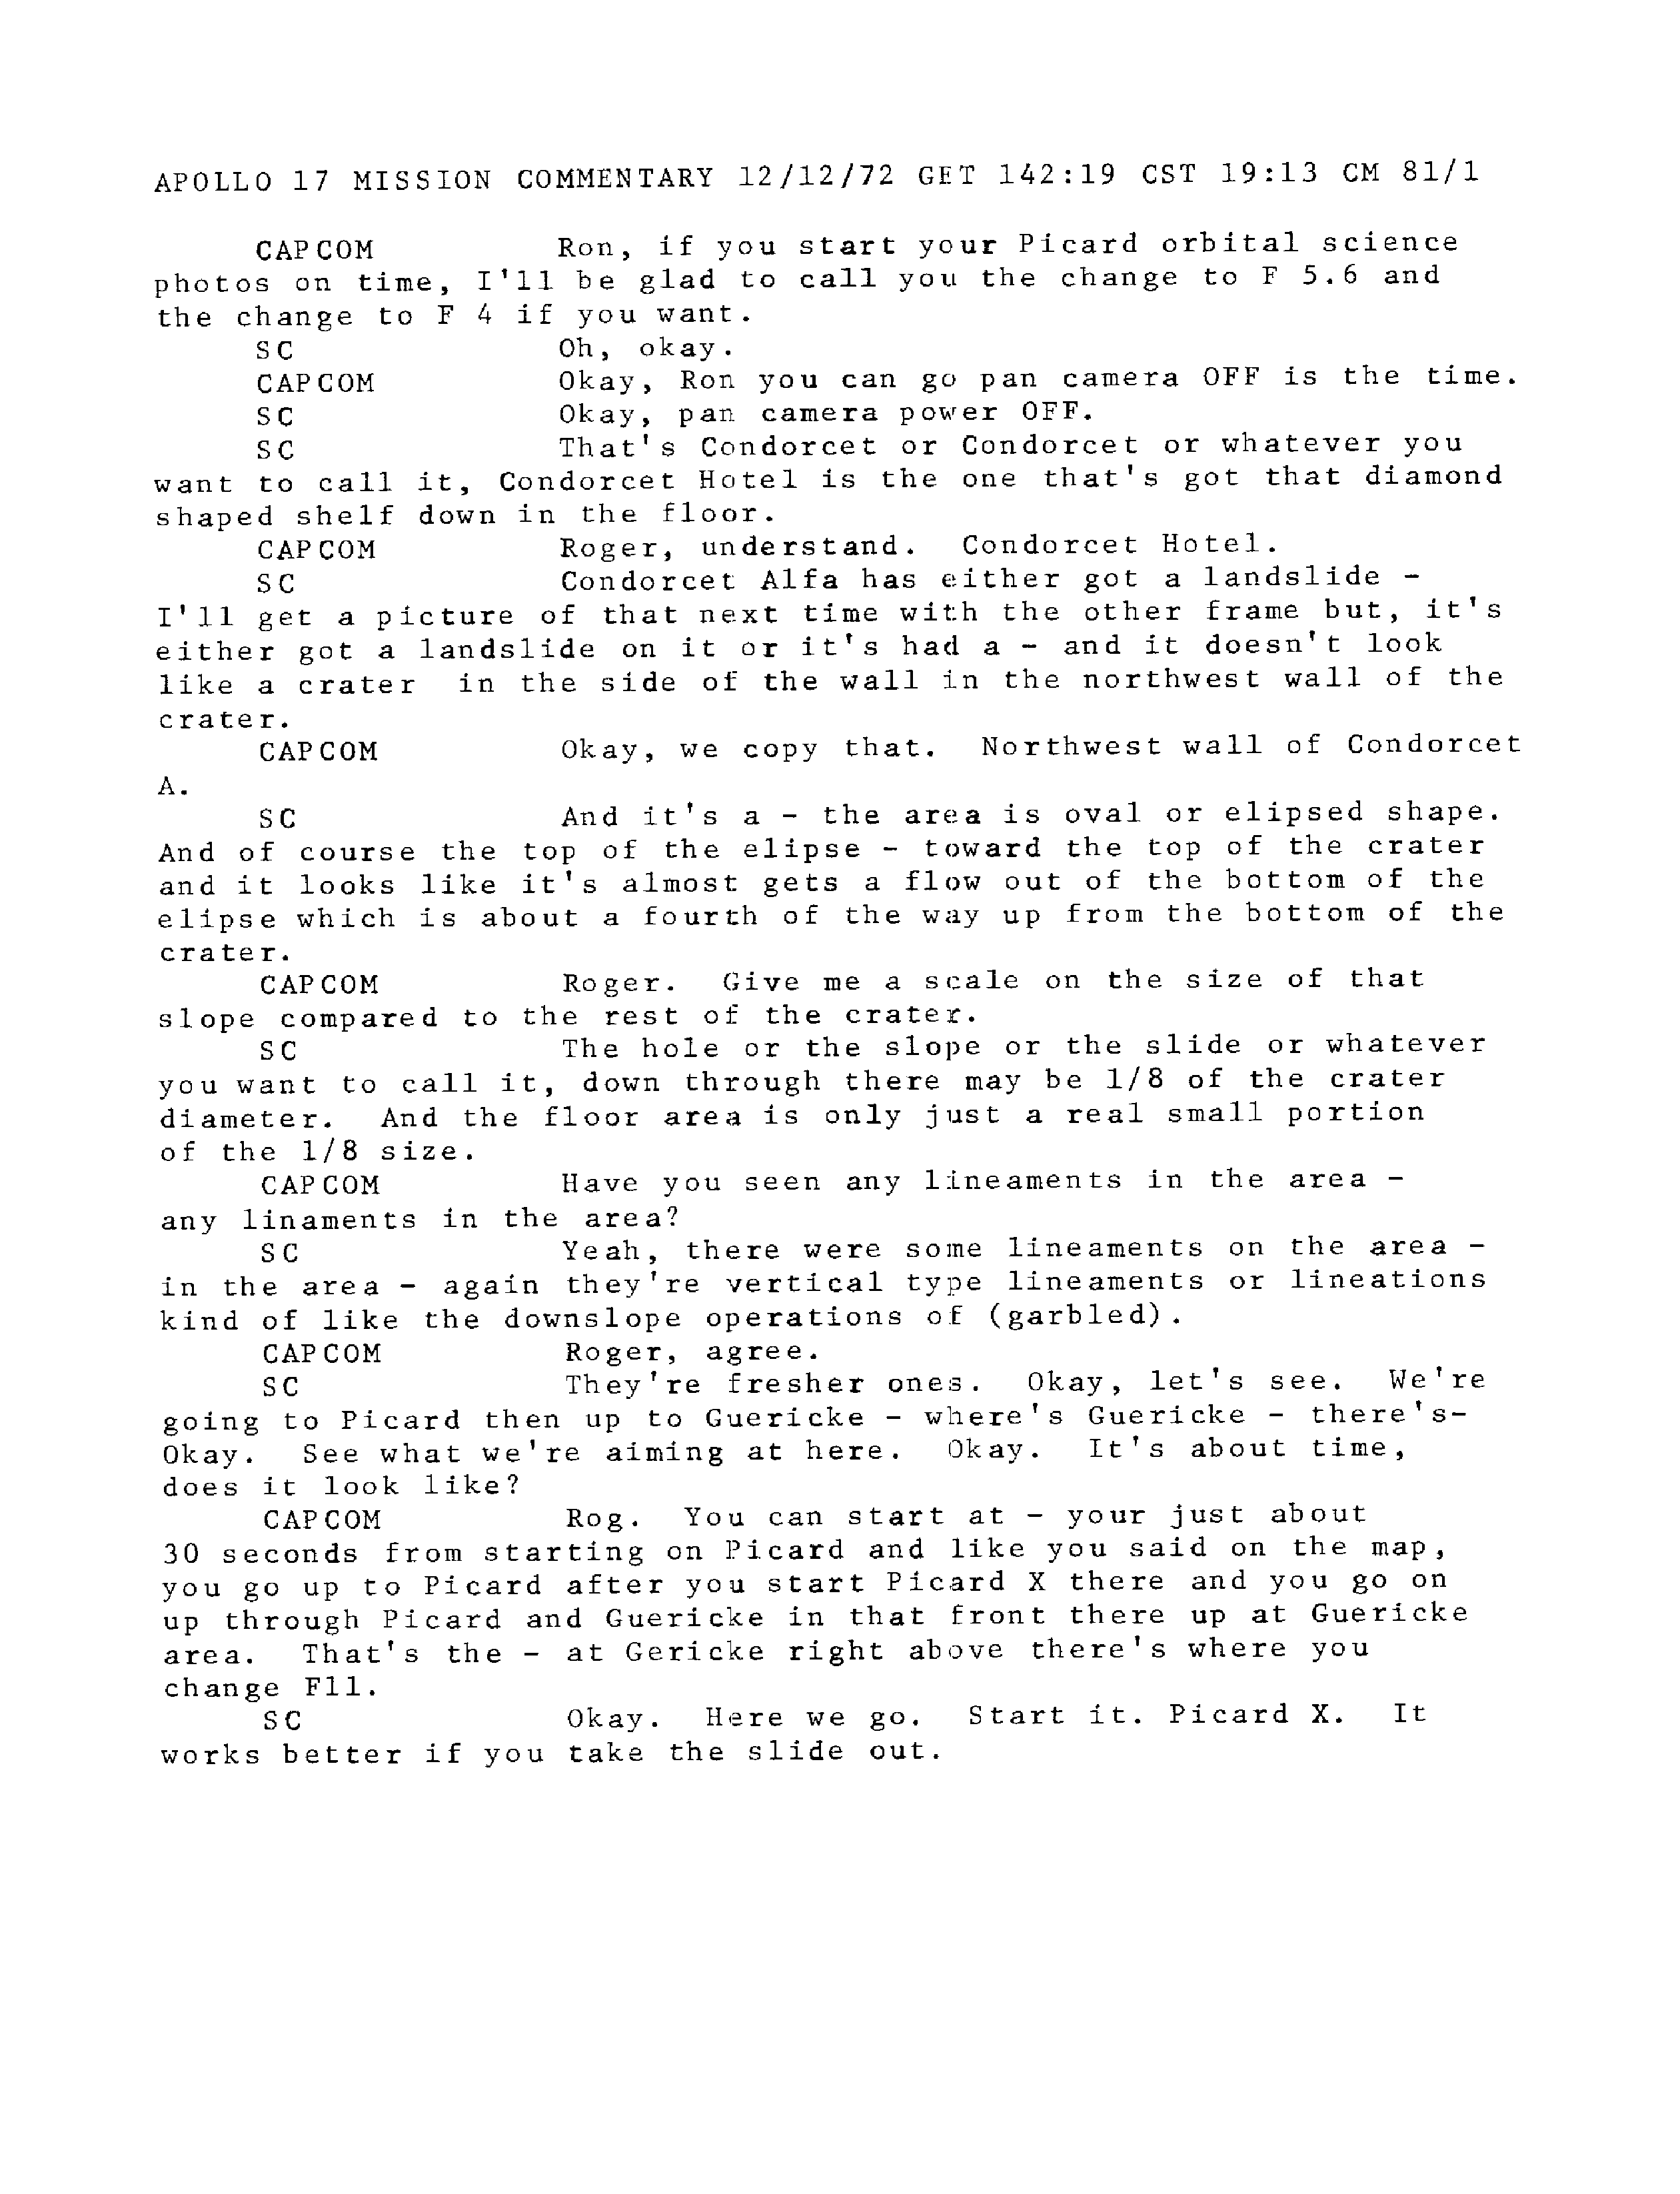 APOLLO 17 MISSION COMMENTARY 12/12/72 GET 142:19 CST 19:13 CM 81/1
CAPCOM Ron, if you start your Picard orbital science
photos on time, I'll be glad to call you the change to F 5.6 and
the change to F 4 if you want.
SC Oh, okay.
CAPCOM Okay, Ron you can go pan camera OFF is the time.
SC Okay, pan camera power OFF.
SC That's Condorcet or Condorcet or whatever you
want to call it, Condorcet Hotel is the one that's got that diamond
shaped shelf down in the floor.
CAPCOM Roger, understand. Condorcet Hotel.
SC Condorcet Alfa has either got a landslide -
I'll get a picture of that next time with the other frame but, it's
either got a landslide on it or it's had a - and it doesn't look
like a crater in the side of the wall in the northwest wall of the
crater.
CAPCOM Okay, we copy that. Northwest wall of Condorcet
A.
SC And it's a - the area is oval or elipsed shape.
And of course the top of the elipse - toward the top of the crater
and it looks like it's almost gets a flow out of the bottom of the
elipse which is about a fourth of the way up from the bottom of the
crater.
CAPCOM Roger. Give me a scale on the size of that
slope compared to the rest of the crater.
SC The hole or the slope or the slide or whatever
you want to call it, down through there may be 1/8 of the crater
diameter. And the floor area is only just a real small portion
of the 1/8 size.
CAPCOM Have you seen any lineaments in the area -
any linaments in the area?
SC Yeah, there were some lineaments on the area -
in the area - again they're vertical type lineaments or lineations
kind of like the downslope operations of (garbled).
CAPCOM Roger, agree.
SC They're fresher ones. Okay, let's see. We're
going to Picard then up to Guericke - where's Guericke - there's-
Okay. See what we're aiming at here. Okay. It's about time,
does it look like?
CAPCOM Rog. You can start at - your just about
30 seconds from starting on Picard and like you said on the map,
you go up to Picard after you start Picard X there and you go on
up through Picard and Guericke in that front there up at Guericke
area. That's the - at Gericke right above there's where you
change F11.
SC Okay. Here we go. Start it. Picard X. It
works better if you take the slide out.